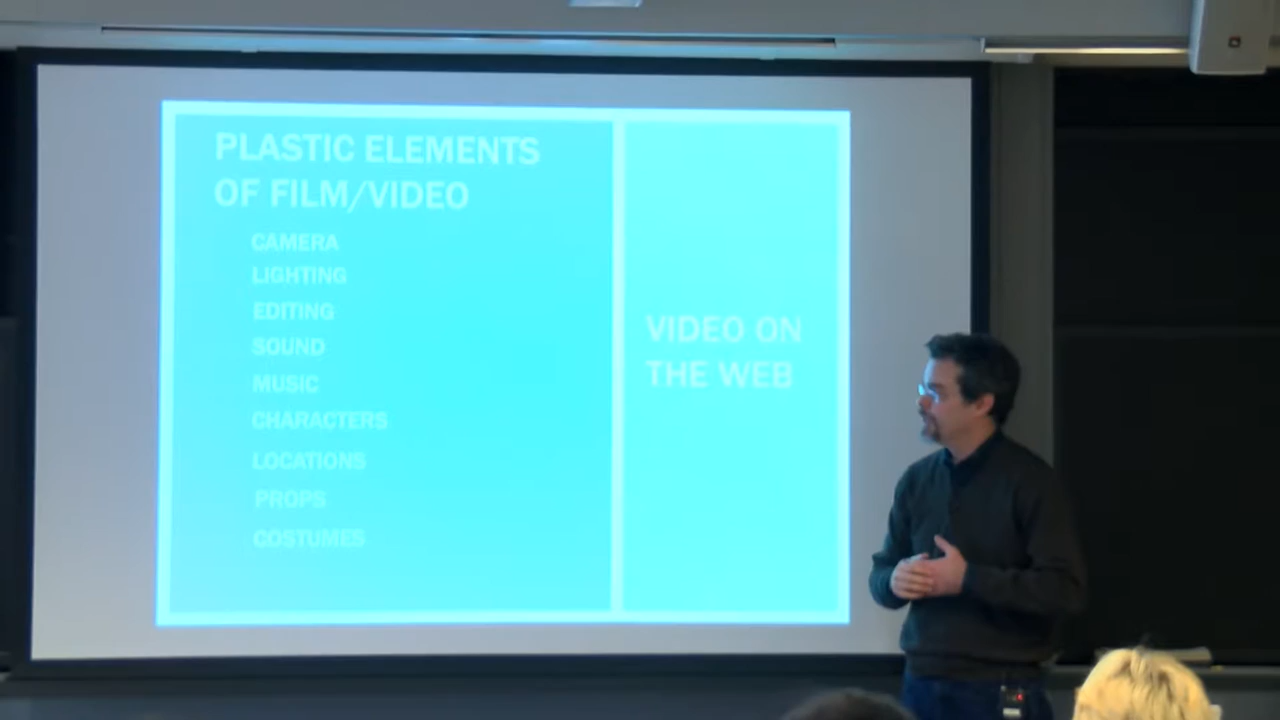 PLASTIC ELEMENTS
OF FILM/VIDEO
CAMERA
LIGHTING
EDITING
SOUND
MUSIC
CHARACTERS
LOCATIONS
PROPS
COSTUMES
VIDEO ON
THE WEB